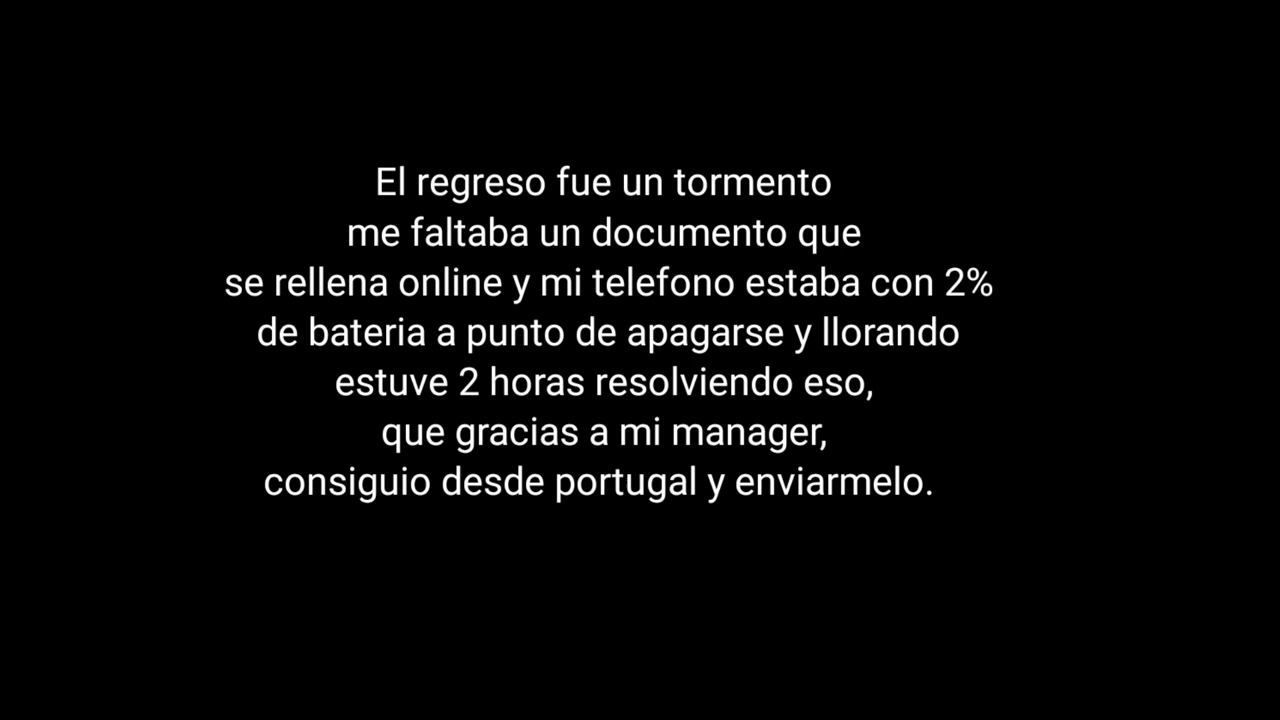 El regreso fue un tormento
me faltaba un documento que
se rellena online y mi telefono estaba con 2%
de bateria a punto de apagarse y llorando
estuve 2 horas resolviendo eso,
que gracias a mi manager,
consiguio desde portugal y enviarmelo.